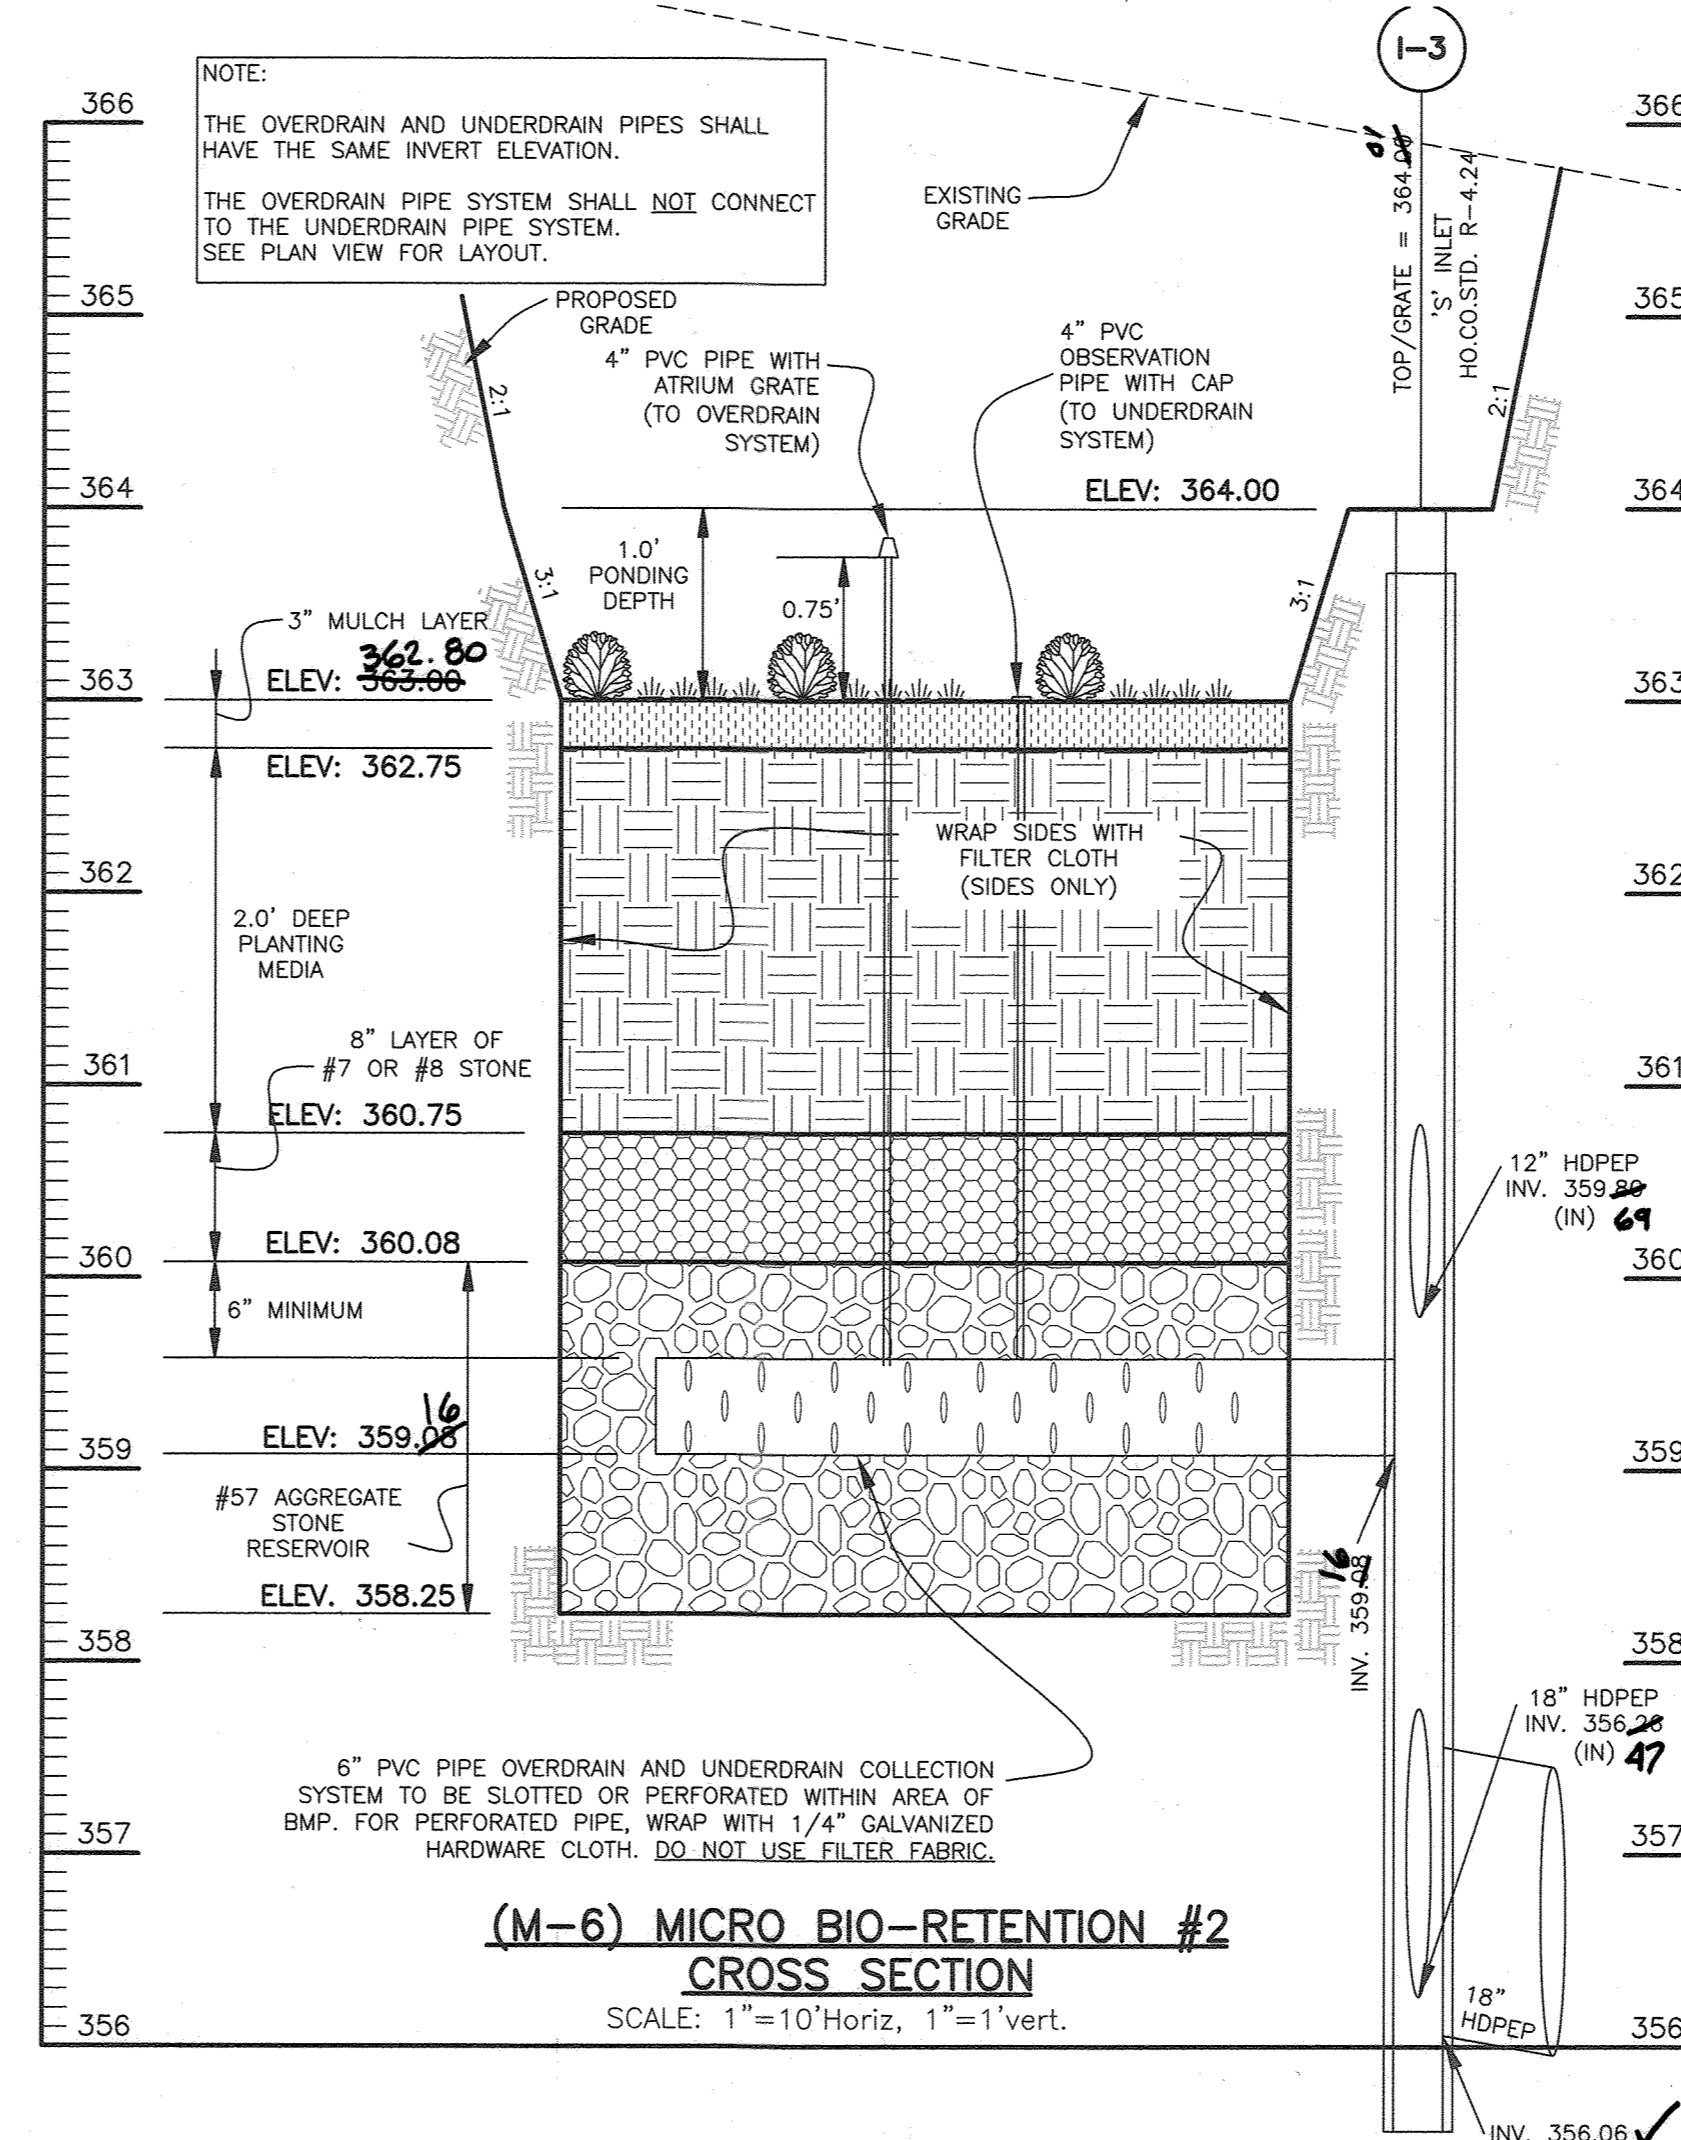 I-3
NOTE:
THE OVERDRAIN AND UNDERDRAIN PIPES SHALL
HAVE THE SAME INVERT ELEVATION.
THE OVERDRAIN PIPE SYSTEM SHALL NOT CONNECT
TO THE UNDERDRAIN PIPE SYSTEM.
SEE PLAN VIEW FOR LAYOUT.
366
366
EXISTING
GRADE
TOP/GRATE = 364.00
01
'S' INLET
HO.CO.STD. R-4.24
365
365
PROPOSED
GRADE
2:1
2:1
4" PVC PIPE WITH
ATRIUM GRATE
(TO OVERDRAIN
SYSTEM)
4" PVC
OBSERVATION
PIPE WITH CAP
(TO UNDERDRAIN
SYSTEM)
364
ELEV: 364.00
364
1.0'
PONDING
DEPTH
0.75'
3:1
3:1
3" MULCH LAYER
362.80
363
ELEV: 363.00
363
ELEV: 362.75
WRAP SIDES WITH
FILTER CLOTH
(SIDES ONLY)
362
362
2.0' DEEP
PLANTING
MEDIA
8" LAYER OF
#7 OR #8 STONE
361
361
ELEV: 360.75
12" HDPEP
INV. 359.80
(IN) 69
360
ELEV: 360.08
360
6" MINIMUM
16
ELEV: 359.08
359
359
#57 AGGREGATE
STONE
RESERVOIR
16
INV. 359.08
ELEV. 358.25
358
358
18" HDPEP
INV. 356.26
(IN) 47
6" PVC PIPE OVERDRAIN AND UNDERDRAIN COLLECTION
SYSTEM TO BE SLOTTED OR PERFORATED WITHIN AREA OF
BMP. FOR PERFORATED PIPE, WRAP WITH 1/4" GALVANIZED
HARDWARE CLOTH. DO NOT USE FILTER FABRIC.
357
357
(M-6) MICRO BIO-RETENTION #2
CROSS SECTION
SCALE: 1"=10'Horiz, 1"=1'vert.
18"
HDPEP
356
356
INV. 356.06 ✓